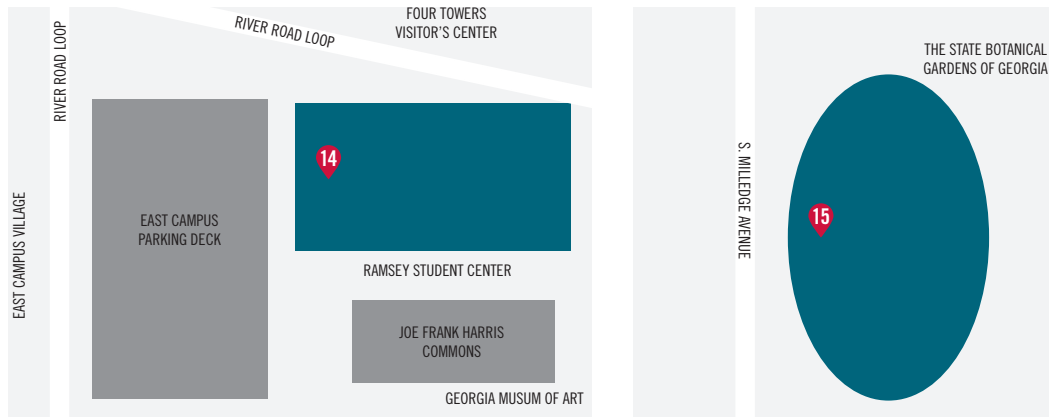 FOUR TOWERS
VISITOR'S CENTER
RIVER ROAD LOOP
RIVER ROAD LOOP
14
EAST CAMPUS VILLAGE
EAST CAMPUS
PARKING DECK
RAMSEY STUDENT CENTER
JOE FRANK HARRIS
COMMONS
GEORGIA MUSUM OF ART
S. MILLEDGE AVENUE
THE STATE BOTANICAL
GARDENS OF GEORGIA
15